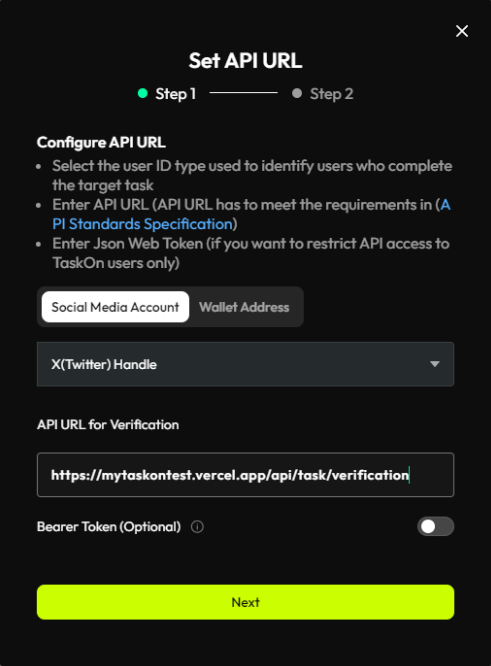 Set API URL
Step 1
Step 2
Configure API URL
Select the user ID type used to identify users who complete
the target task
Enter API URL (API URL has to meet the requirements in (A
PI Standards Specification)
Enter Json Web Token (if you want to restrict API access to
TaskOn users only)
Social Media Account
Wallet Address
X(Twitter) Handle
API URL for Verification
https://mytaskontest.vercel.app/api/task/verification
Bearer Token (Optional)
Next